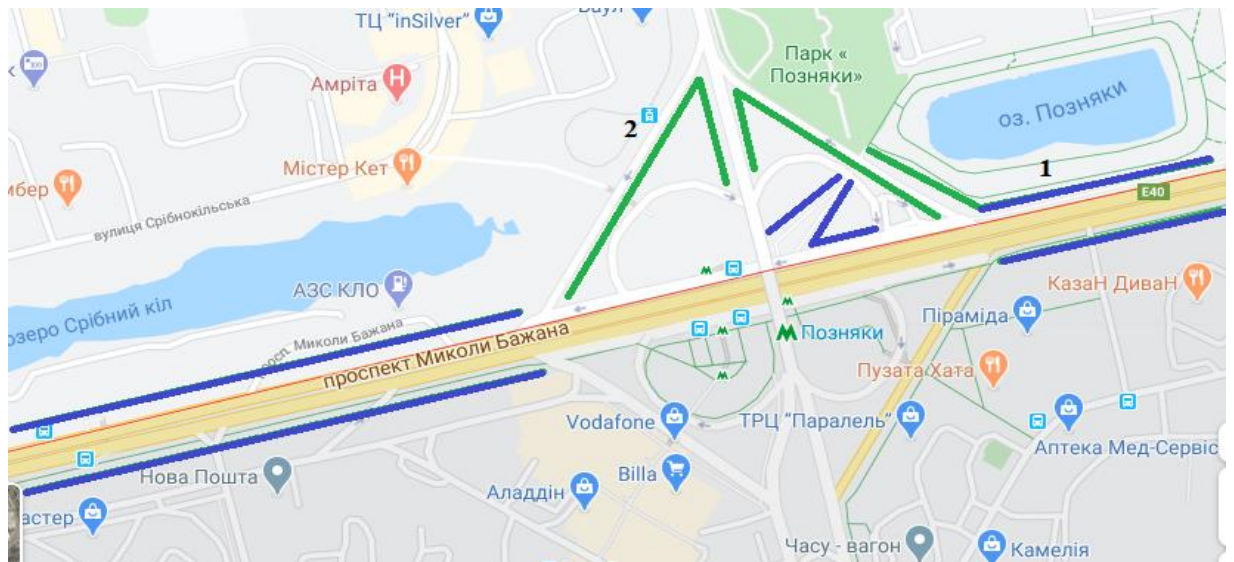 ТЦ "inSilver"
Парк «
Позняки»
Амріта
оз. Позняки
2
Містер Кет
1
E40
вулиця Срібнокільська
КазаН ДиваН
АЗС КЛО
озеро Срібний кіл
Піраміда
просп. Миколи Бажана
Позняки
проспект Миколи Бажана
Пузата Хата
Vodafone
ТРЦ "Паралель"
Аптека Мед-Сервіс
Нова Пошта
Billa
Аладдін
Часу - вагон
Камелія